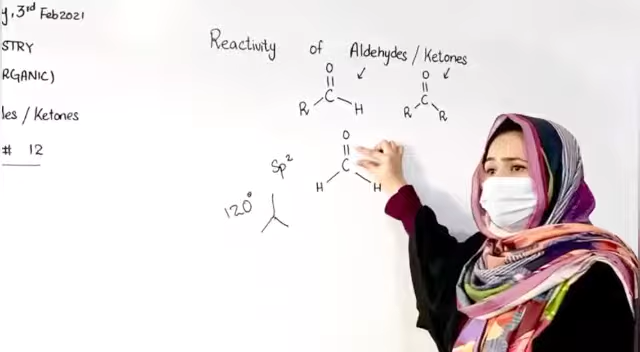 y, 3rd Feb 2021
STRY
RGANIC)
les / Ketones
# 12
Reactivity of Aldehydes / Ketones
O
C
R H
O
C
R R
O
C
H H
Sp²
120°